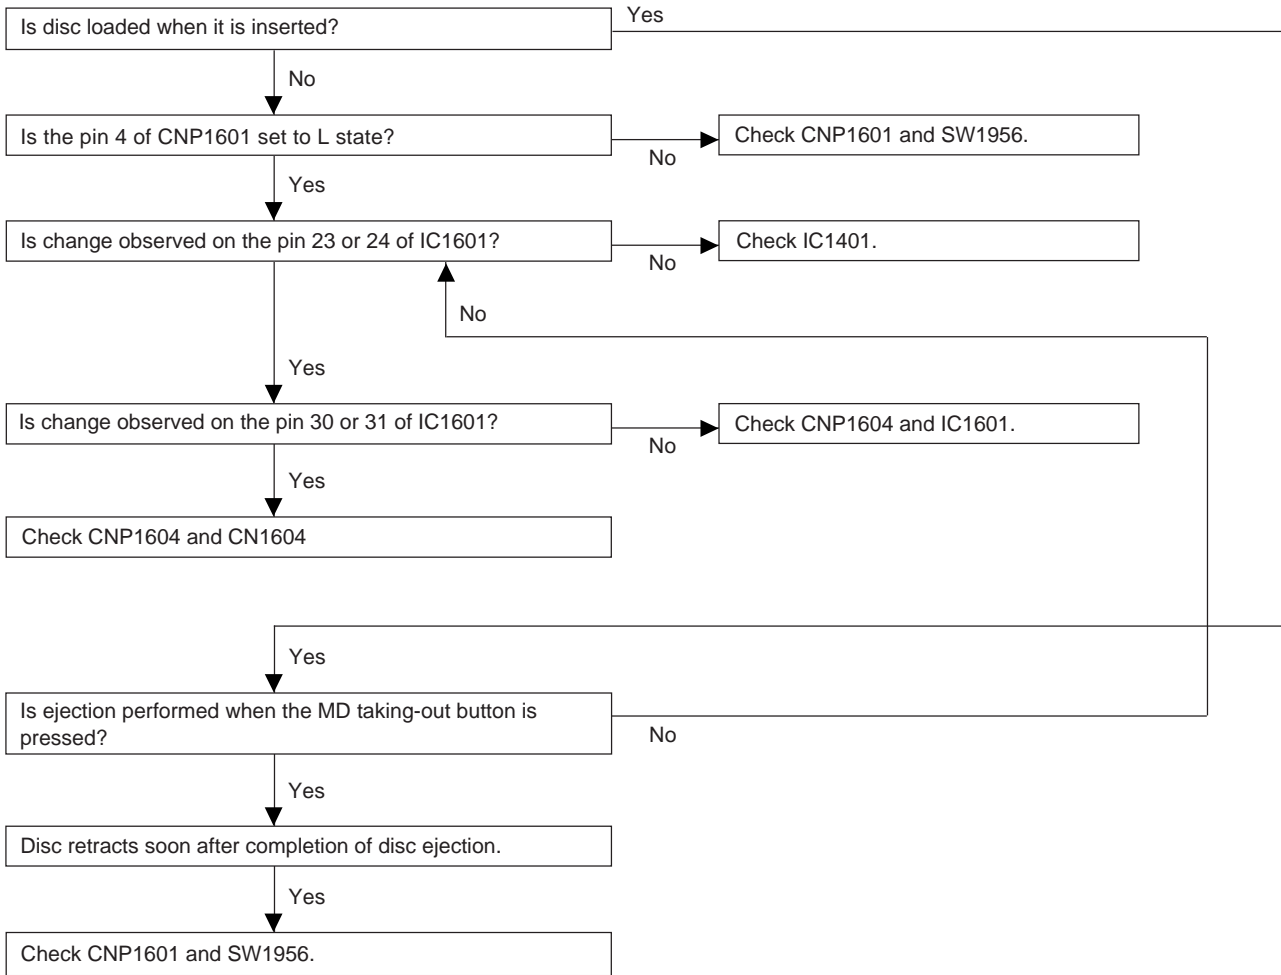 Is disc loaded when it is inserted?
Yes
No
Is the pin 4 of CNP1601 set to L state?
No
Check CNP1601 and SW1956.
Yes
Is change observed on the pin 23 or 24 of IC1601?
No
Check IC1401.
No
Yes
Is change observed on the pin 30 or 31 of IC1601?
No
Check CNP1604 and IC1601.
Yes
Check CNP1604 and CN1604
Yes
Is ejection performed when the MD taking-out button is
pressed?
No
Yes
Disc retracts soon after completion of disc ejection.
Yes
Check CNP1601 and SW1956.